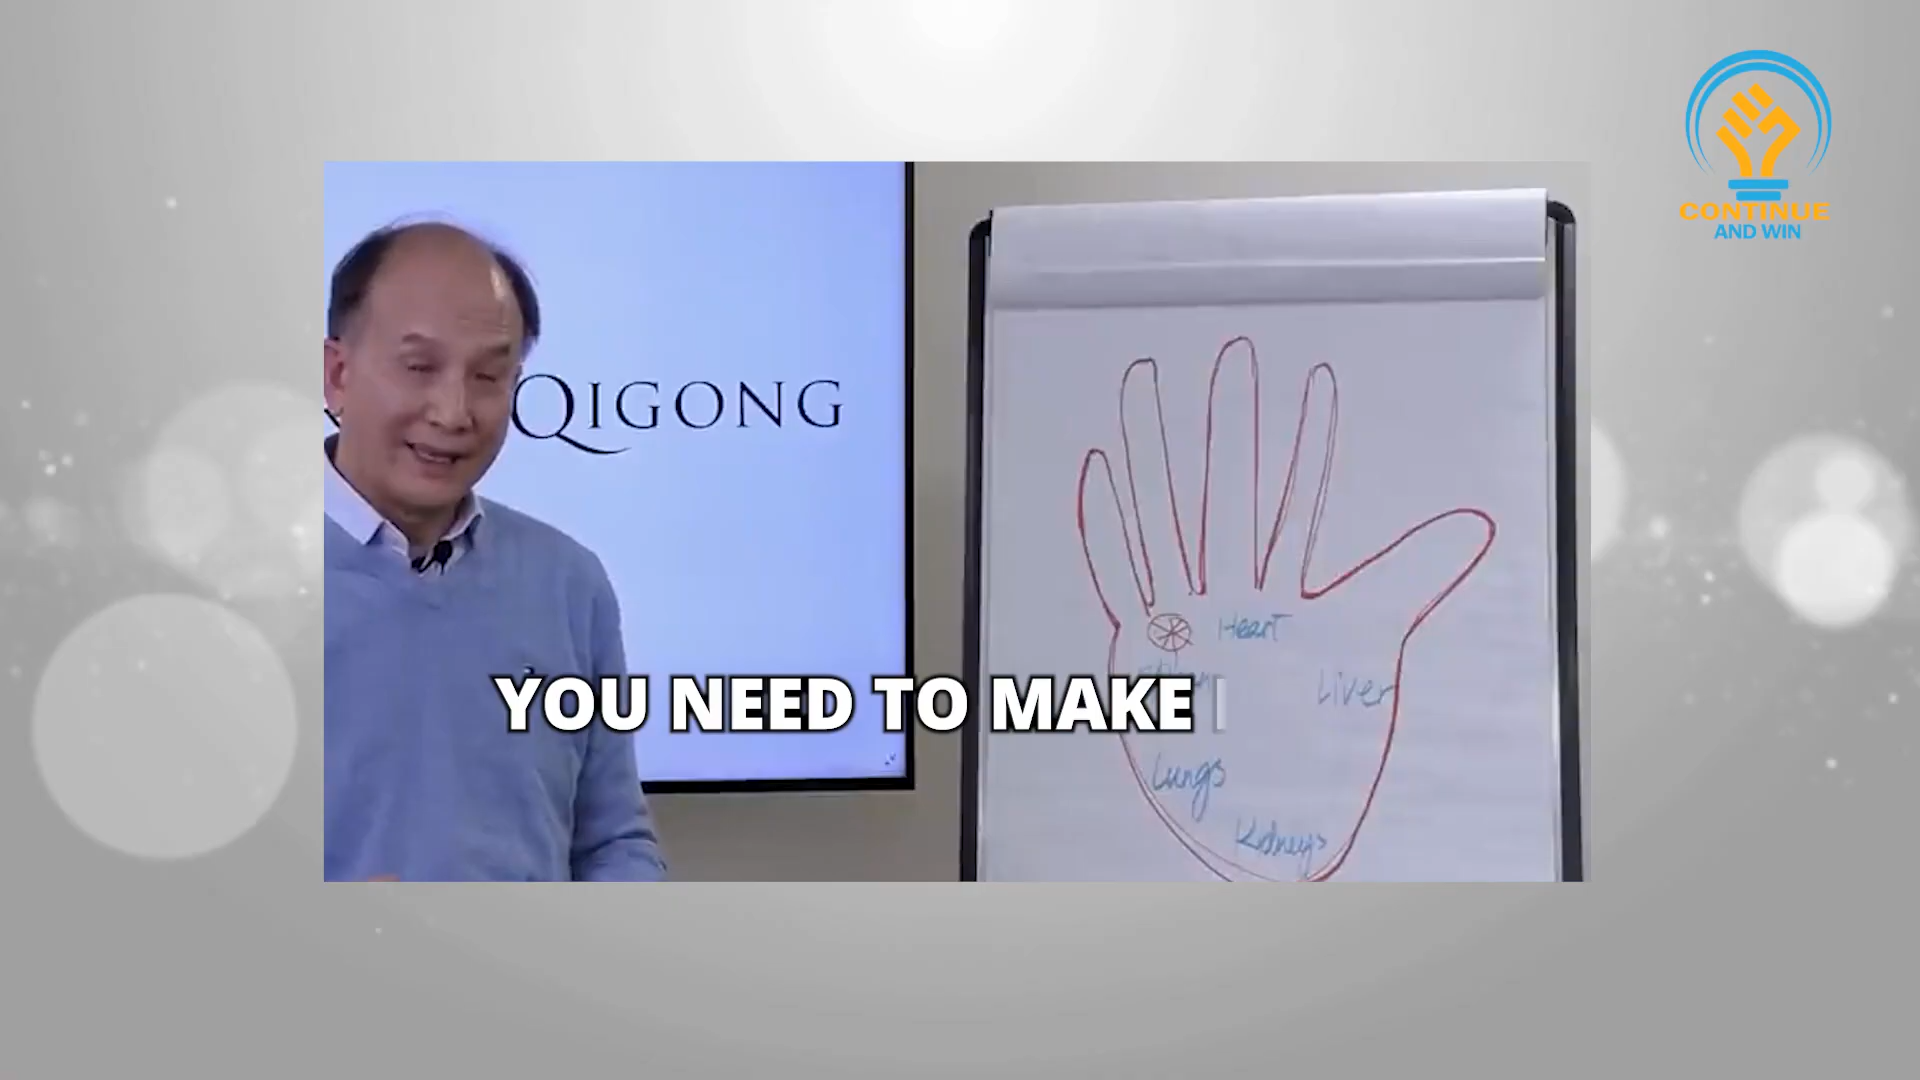 CONTINUE
AND WIN
QIGONG
Heart
Liver
YOU NEED TO MAKE
Lungs
Kidneys